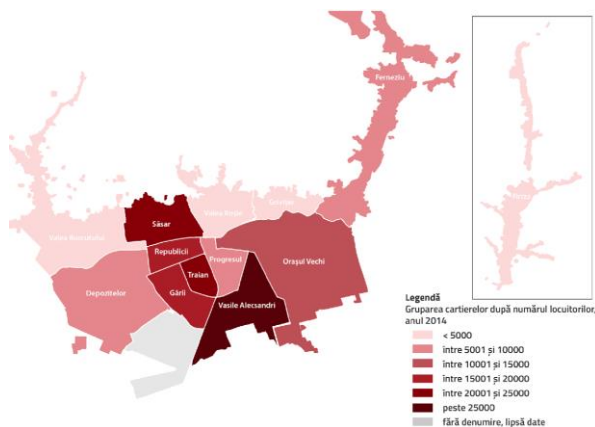 Ferneziu
Firiza
Săsar
Valea Borcutului
Republicii
Progresul
Orașul Vechi
Traian
Depozitelor
Gării
Vasile Alecsandri
Legendă
Gruparea cartierelor după numărul locuitorilor,
anul 2014
< 5000
între 5001 și 10000
între 10001 și 15000
între 15001 și 20000
între 20001 și 25000
peste 25000
fără denumire, lipsă date